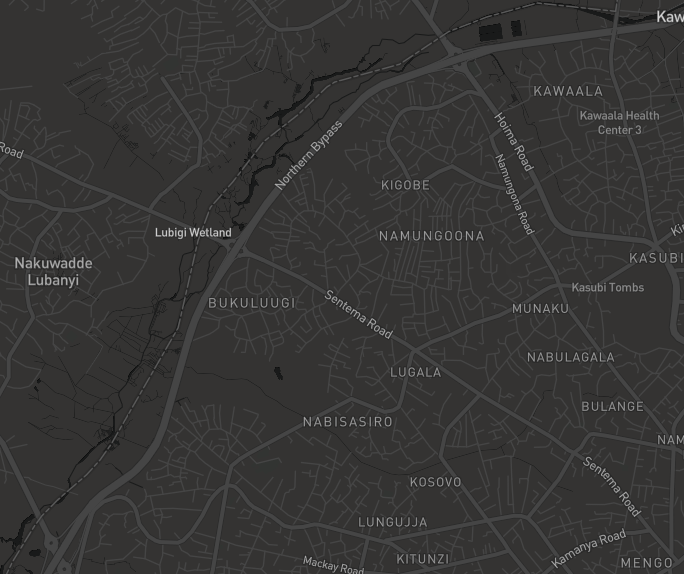 Kaw
KAWAALA
Kawaala Health
Center 3
Road
Horma Road
Northern Bypass
Namungona Road
KIGOBE
Lubigi Wetland
NAMUNGOONA
KASUBI
Nakuwadde
Lubanyi
Kasubi Tombs
BUKULUUGI
Sentema Road
MUNAKU
NABULAGALA
LUGALA
BULANGE
NABISASIRO
NAM
Sentema Road
KOSOVO
LUNGUJJA
Kamanya Road
KITUNZI
Mackay Road
MENGO